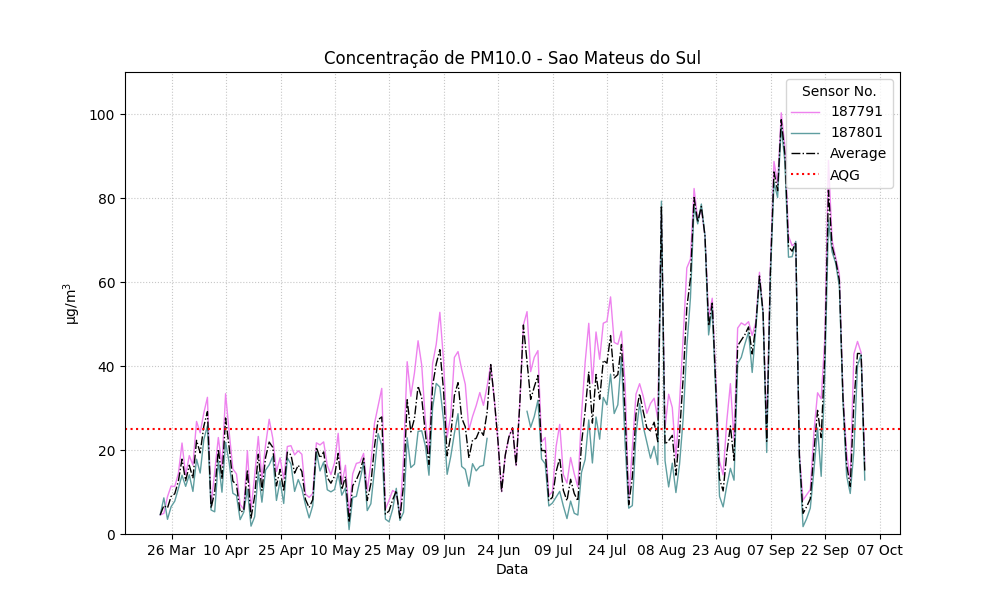 Concentração de PM10.0 - Sao Mateus do Sul
Sensor No.
187791
187801
Average
AQG
100
80
60
40
20
0
µg/m³
26 Mar 10 Apr 25 Apr 10 May 25 May 09 Jun 24 Jun 09 Jul 24 Jul 08 Aug 23 Aug 07 Sep 22 Sep 07 Oct
Data